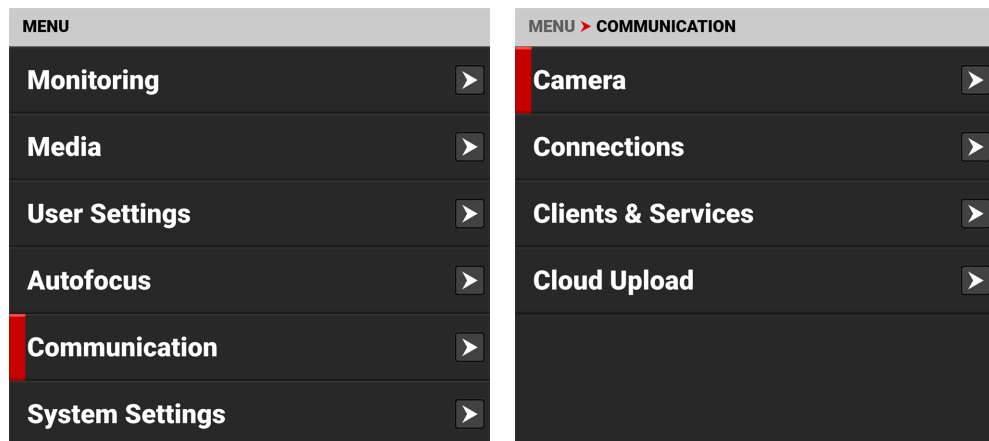 MENU
Monitoring
Media
User Settings
Autofocus
Communication
System Settings
MENU ➤ COMMUNICATION
Camera
Connections
Clients & Services
Cloud Upload